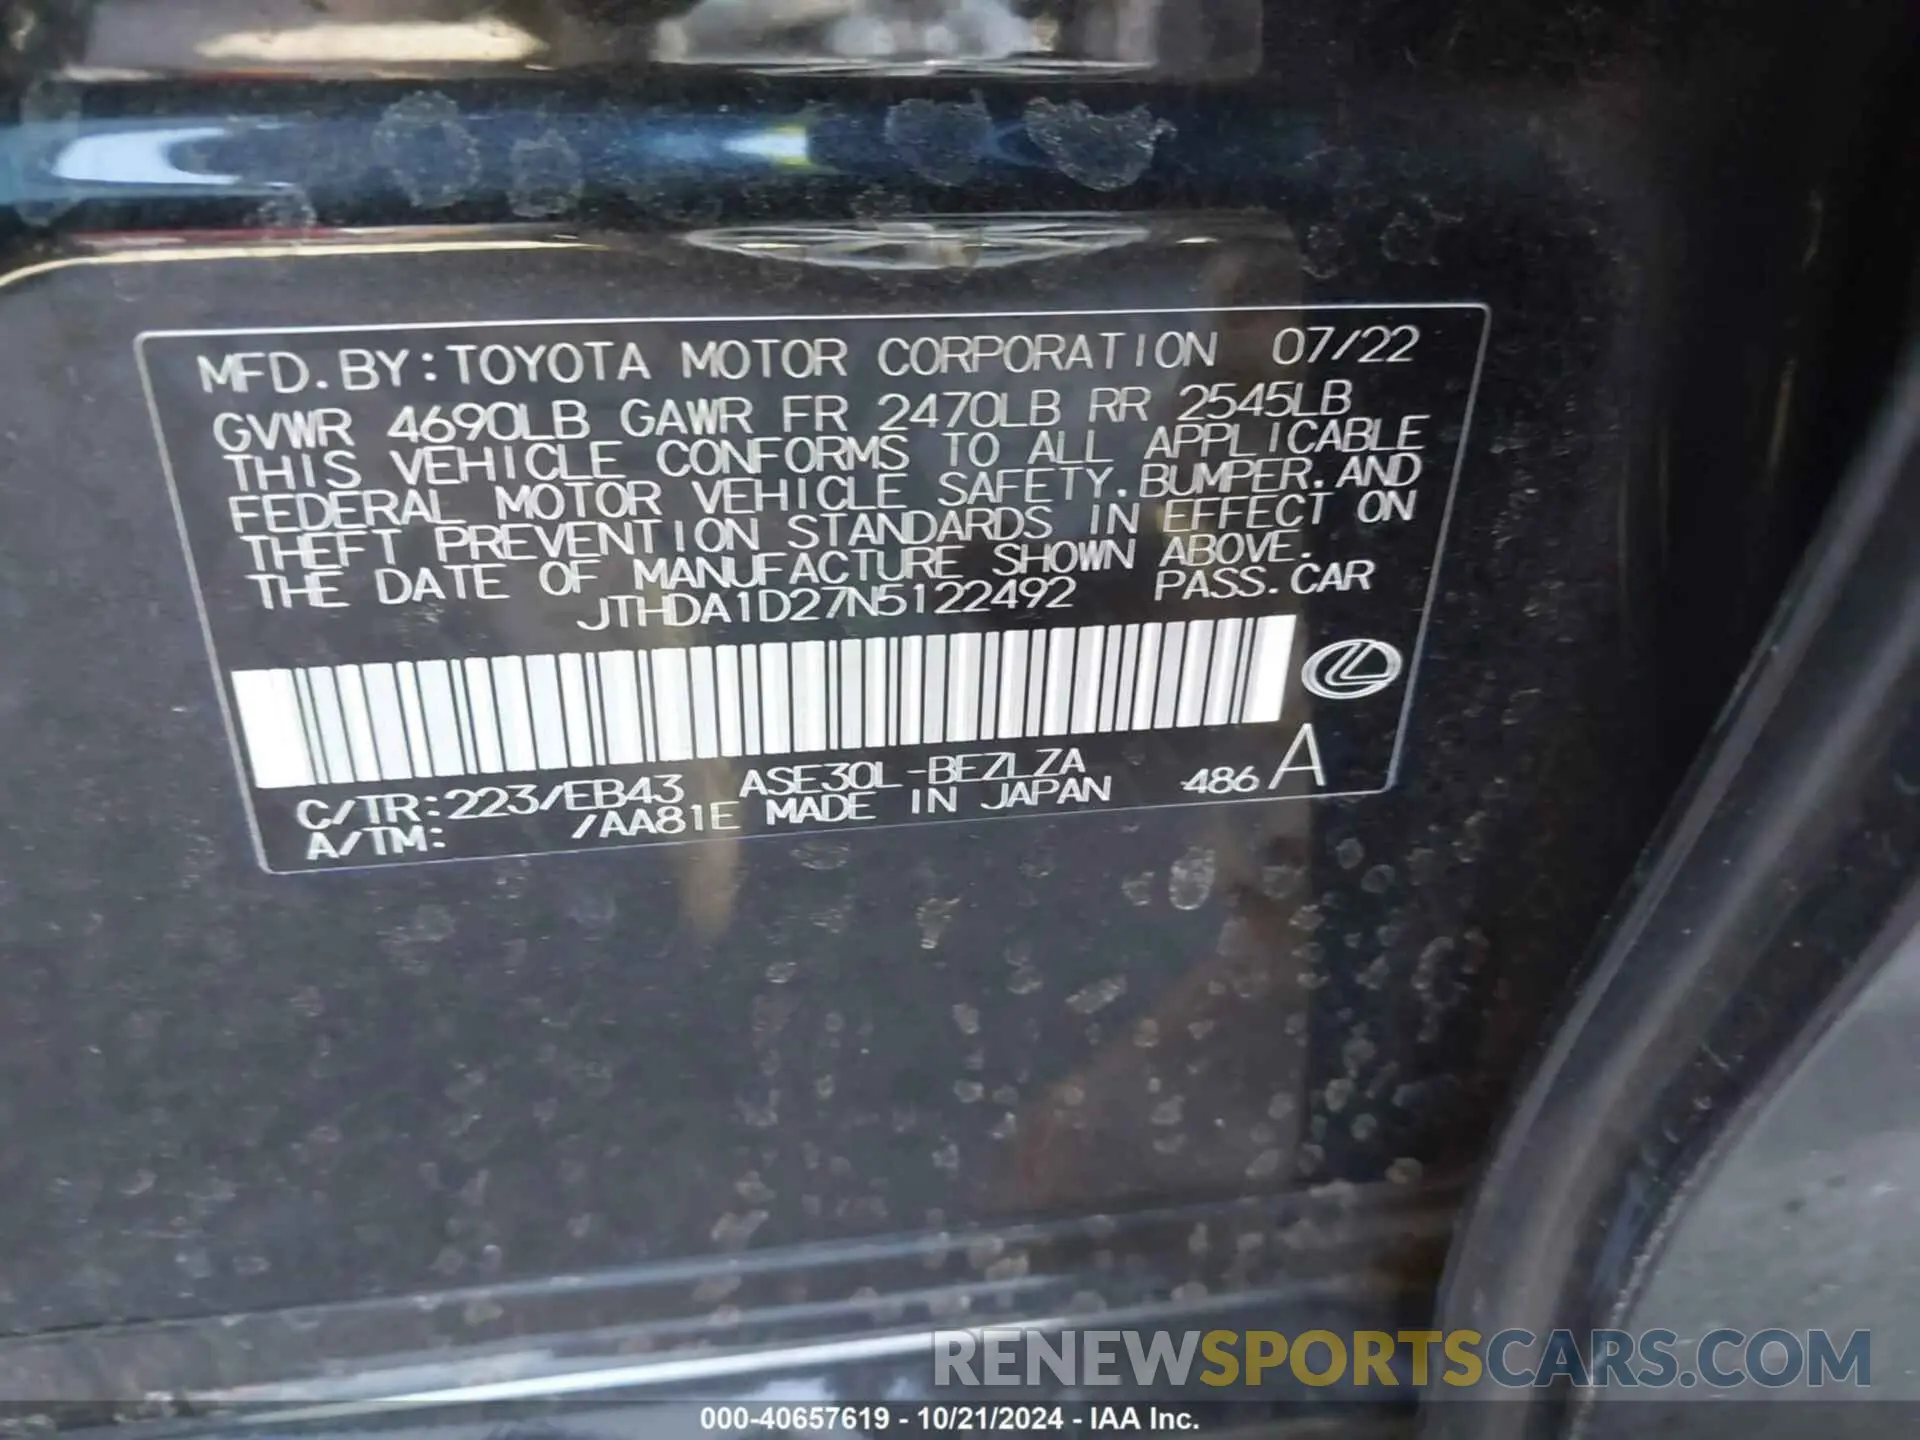 MFD. BY: TOYOTA MOTOR CORPORATION 07/22
GVWR 4690LB GAWR FR 2470LB RR 2545LB
THIS VEHICLE CONFORMS TO ALL APPLICABLE
FEDERAL MOTOR VEHICLE SAFETY, BUMPER, AND
THEFT PREVENTION STANDARDS IN EFFECT ON
THE DATE OF MANUFACTURE SHOWN ABOVE.
JTHDA1D27N5122492 PASS. CAR
C/TR: 223/EB43 ASE30L-BEZLZA 486 A
A/TM: /AA81E MADE IN JAPAN
RENEWSPORTSCARS.COM
000-40657619 - 10/21/2024 - IAA Inc.